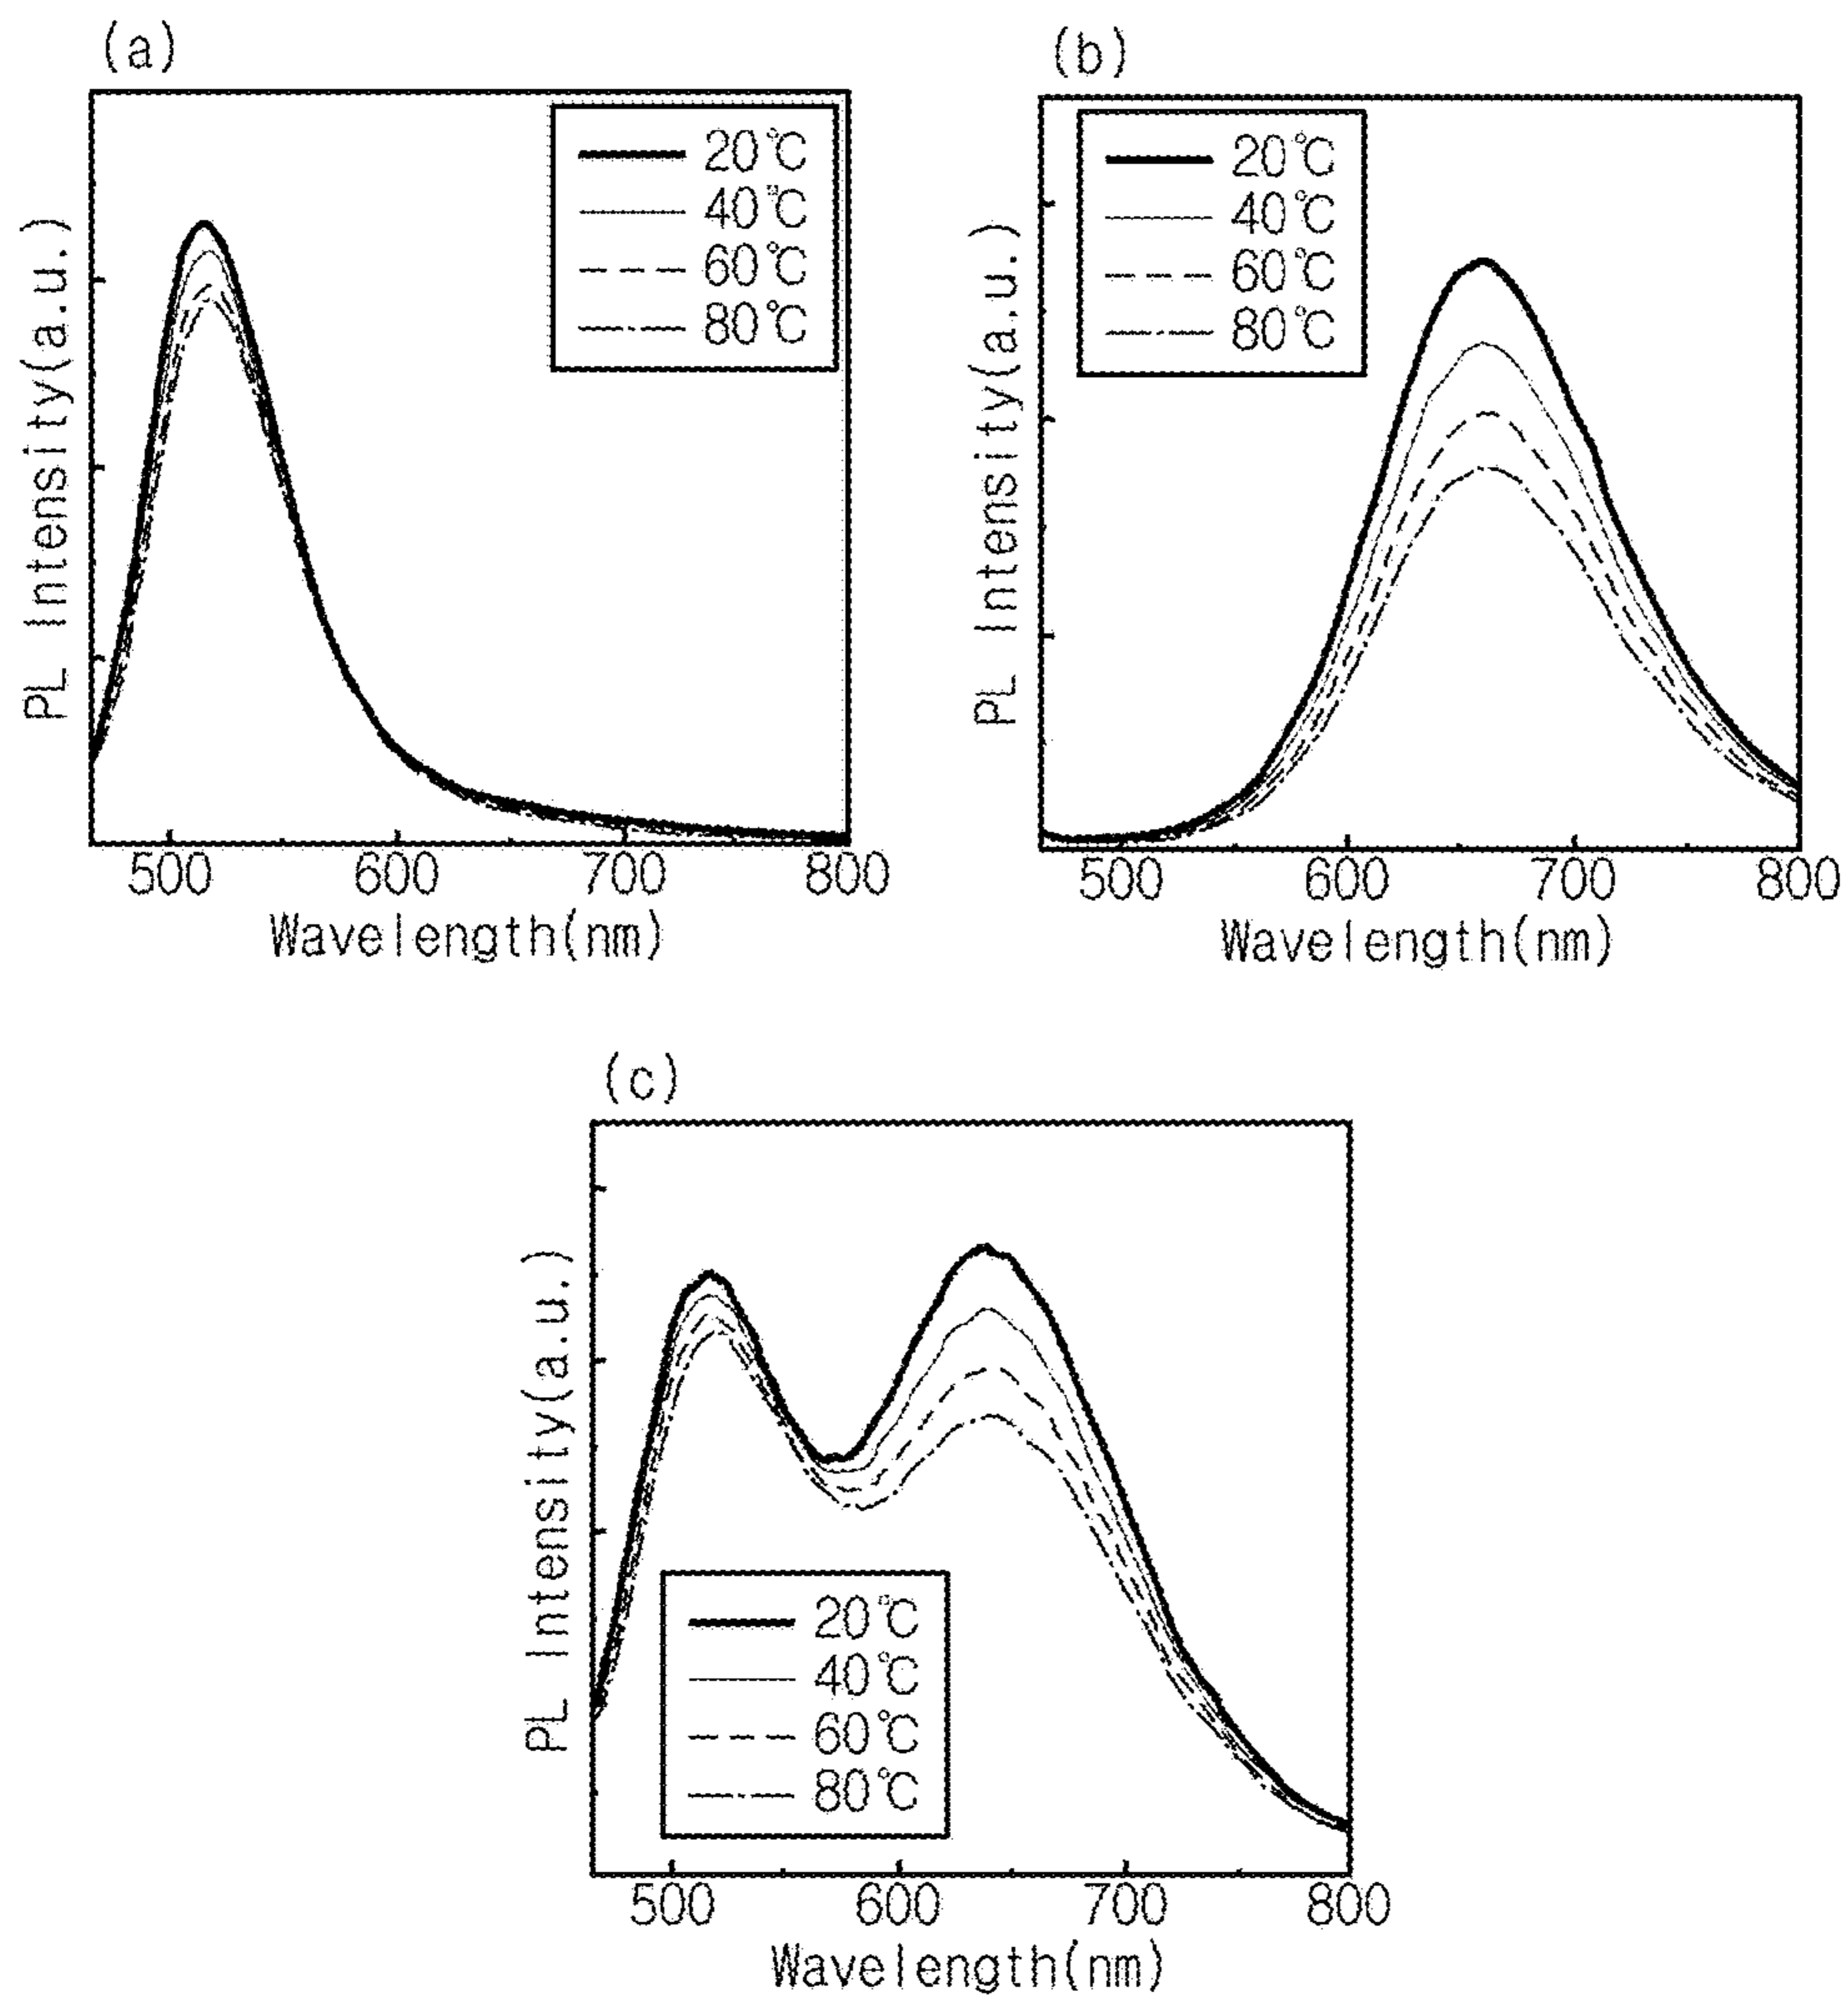 (a)
PL Intensity(a.u.)
20℃
40℃
60℃
80℃
500 600 700 800
Wavelength(nm)
(b)
PL Intensity(a.u.)
20℃
40℃
60℃
80℃
500 600 700 800
Wavelength(nm)
(c)
PL Intensity(a.u.)
20℃
40℃
60℃
80℃
500 600 700 800
Wavelength(nm)